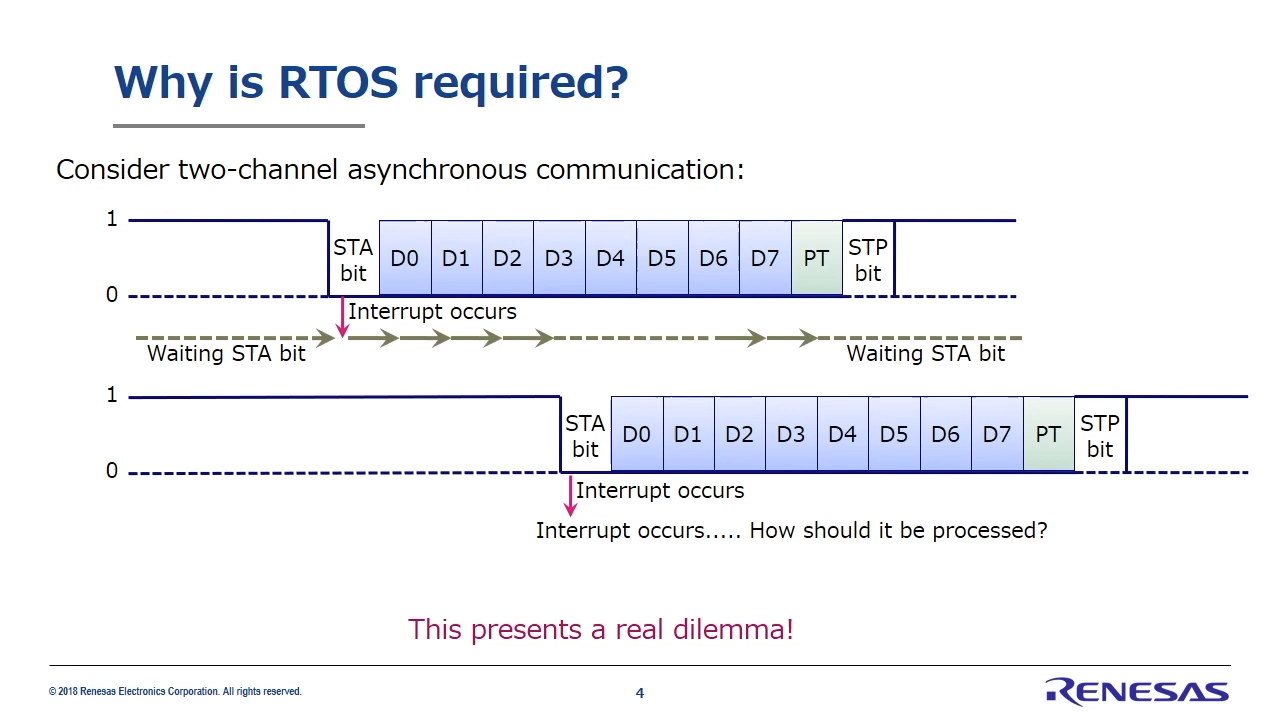 Why is RTOS required?
Consider two-channel asynchronous communication:
1
STA bit
D0 D1 D2 D3 D4 D5 D6 D7 PT
STP bit
0
Interrupt occurs
Waiting STA bit
Waiting STA bit
1
STA bit
D0 D1 D2 D3 D4 D5 D6 D7 PT
STP bit
0
Interrupt occurs
Interrupt occurs..... How should it be processed?
This presents a real dilemma!
© 2018 Renesas Electronics Corporation. All rights reserved.
4
RENESAS